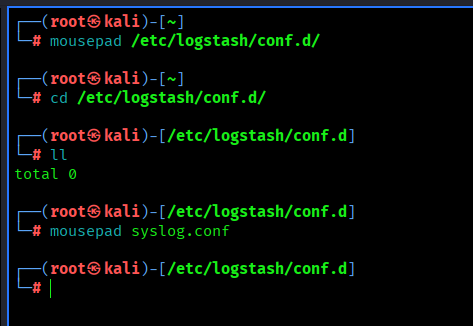 ┌──(root㉿kali)-[~]
└─# mousepad /etc/logstash/conf.d/
┌──(root㉿kali)-[~]
└─# cd /etc/logstash/conf.d/
┌──(root㉿kali)-[/etc/logstash/conf.d]
└─# ll
total 0
┌──(root㉿kali)-[/etc/logstash/conf.d]
└─# mousepad syslog.conf
┌──(root㉿kali)-[/etc/logstash/conf.d]
└─#